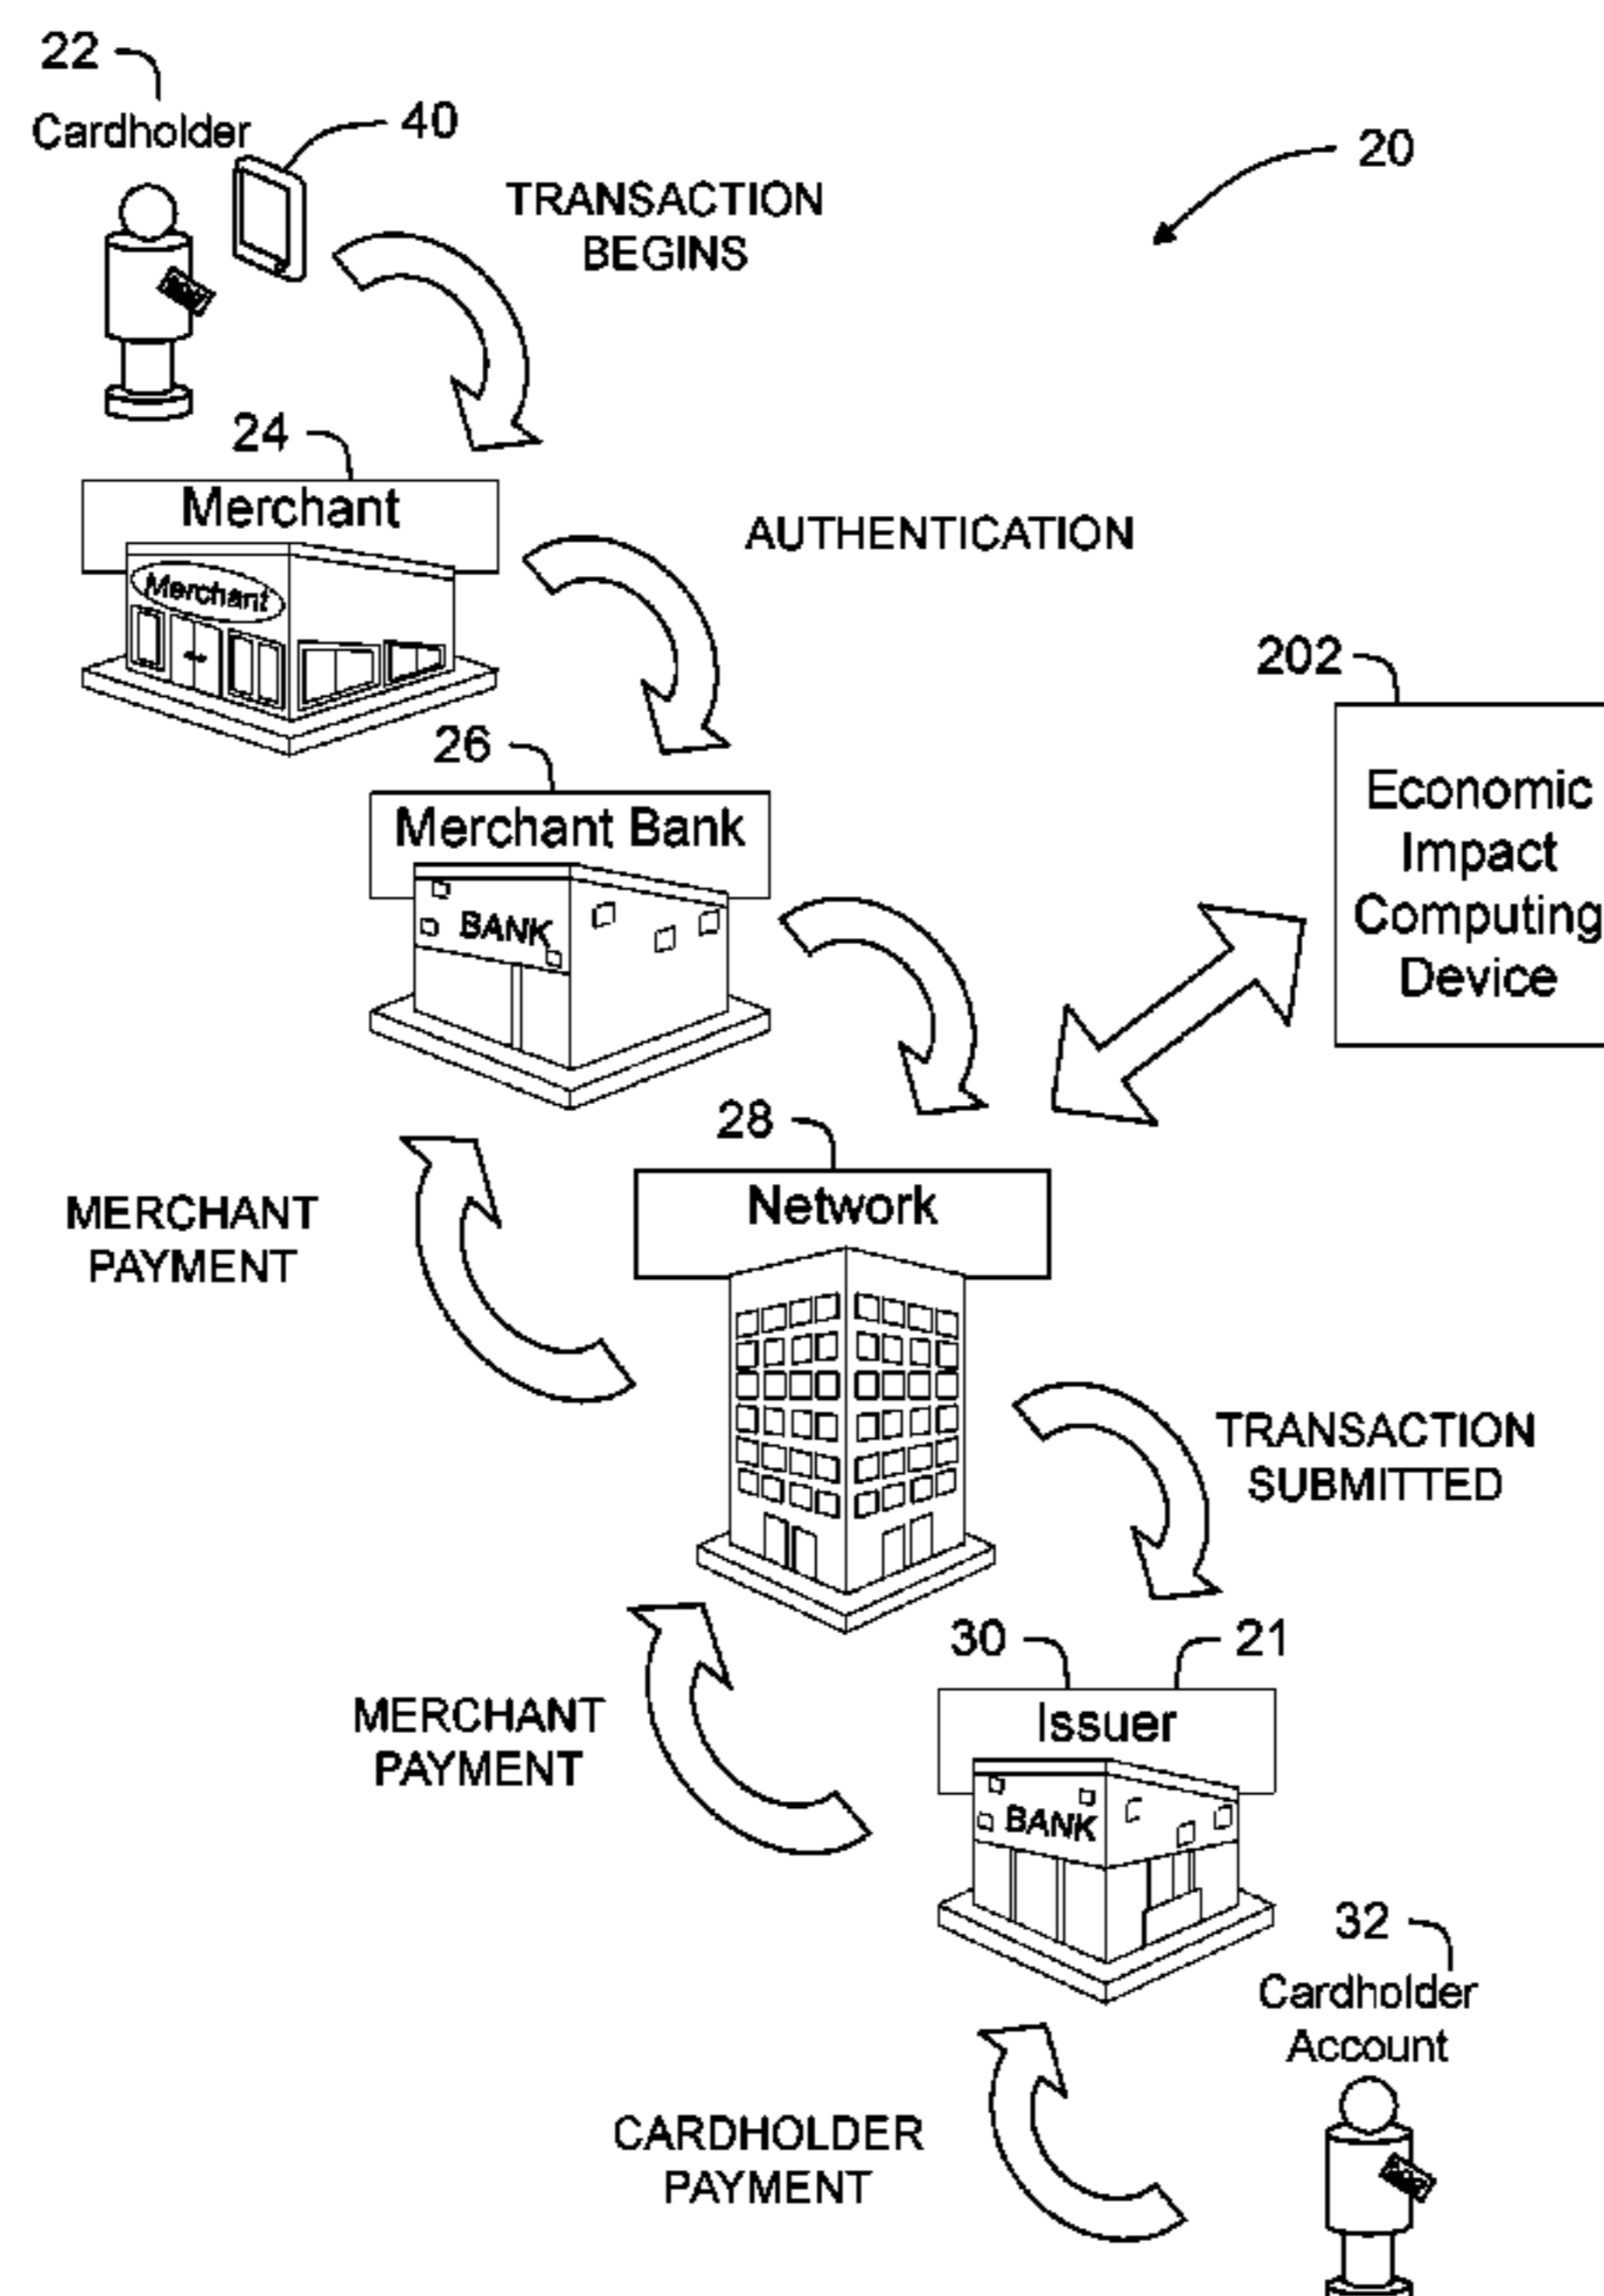 22
Cardholder
40
20
TRANSACTION
BEGINS
24
Merchant
Merchant
AUTHENTICATION
202
Economic
Impact
Computing
Device
26
Merchant Bank
BANK
28
Network
MERCHANT
PAYMENT
TRANSACTION
SUBMITTED
30
21
Issuer
BANK
MERCHANT
PAYMENT
32
Cardholder
Account
CARDHOLDER
PAYMENT